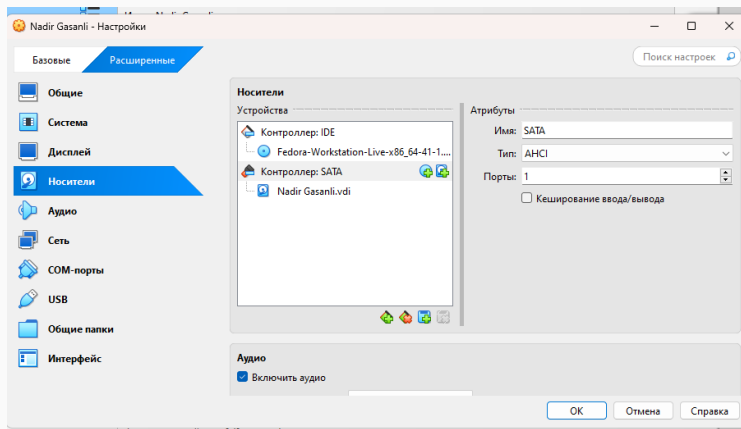 Nadir Gasanli - Настройки
Базовые
Расширенные
Поиск настроек
Общие
Система
Дисплей
Носители
Аудио
Сеть
COM-порты
USB
Общие папки
Интерфейс
Носители
Устройства
Контроллер: IDE
Fedora-Workstation-Live-x86_64-41-1....
Контроллер: SATA
Nadir Gasanli.vdi
Атрибуты
Имя: SATA
Тип: AHCI
Порты: 1
Кеширование ввода/вывода
Аудио
Включить аудио
OK
Отмена
Справка